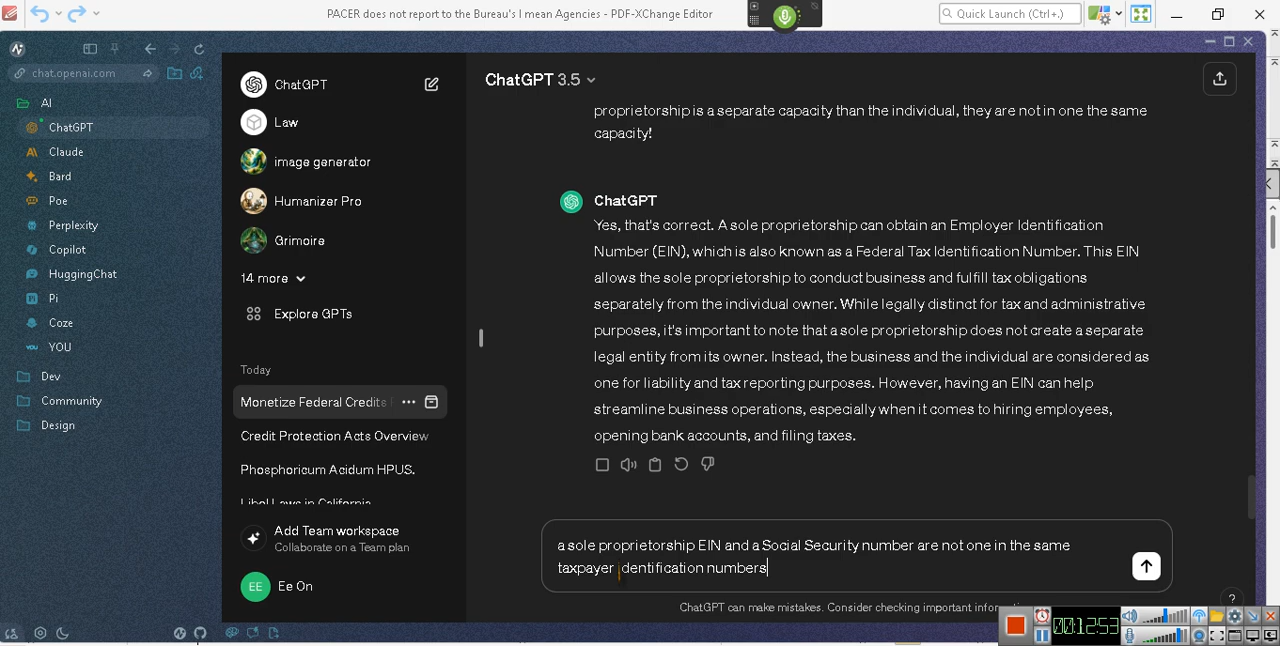 PACER does not report to the Bureau's I mean Agencies - PDF-XChange Editor
Quick Launch (Ctrl+.)
chat.openai.com
AI
ChatGPT
Claude
Bard
Poe
Perplexity
Copilot
HuggingChat
Pi
Coze
YOU
Dev
Community
Design
ChatGPT
Law
image generator
Humanizer Pro
Grimoire
14 more
Explore GPTs
Today
Monetize Federal Credits
Credit Protection Acts Overview
Phosphoricum Acidum HPUS.
Libel Laws in California
Add Team workspace
Collaborate on a Team plan
EE
Ee On
ChatGPT 3.5
proprietorship is a separate capacity than the individual, they are not in one the same
capacity!
ChatGPT
Yes, that's correct. A sole proprietorship can obtain an Employer Identification
Number (EIN), which is also known as a Federal Tax Identification Number. This EIN
allows the sole proprietorship to conduct business and fulfill tax obligations
separately from the individual owner. While legally distinct for tax and administrative
purposes, it's important to note that a sole proprietorship does not create a separate
legal entity from its owner. Instead, the business and the individual are considered as
one for liability and tax reporting purposes. However, having an EIN can help
streamline business operations, especially when it comes to hiring employees,
opening bank accounts, and filing taxes.
a sole proprietorship EIN and a Social Security number are not one in the same
taxpayer identification numbers
ChatGPT can make mistakes. Consider checking important
?
00:12:53